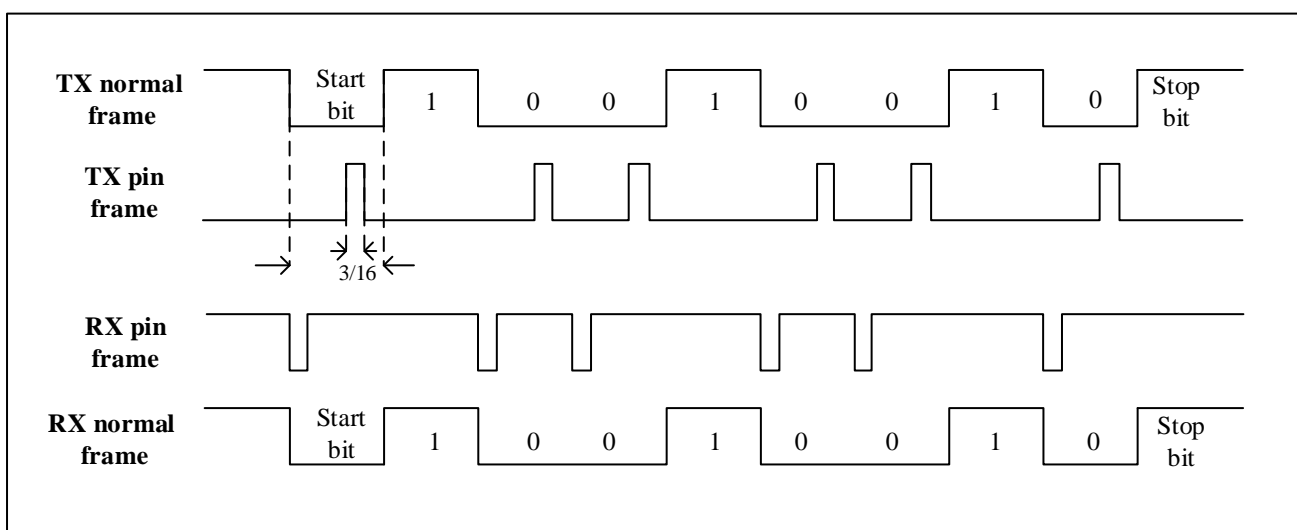 TX normal
frame
Start
bit
1 0 0 1 0 0 1 0
Stop
bit
TX pin
frame
3/16
RX pin
frame
RX normal
frame
Start
bit
1 0 0 1 0 0 1 0
Stop
bit